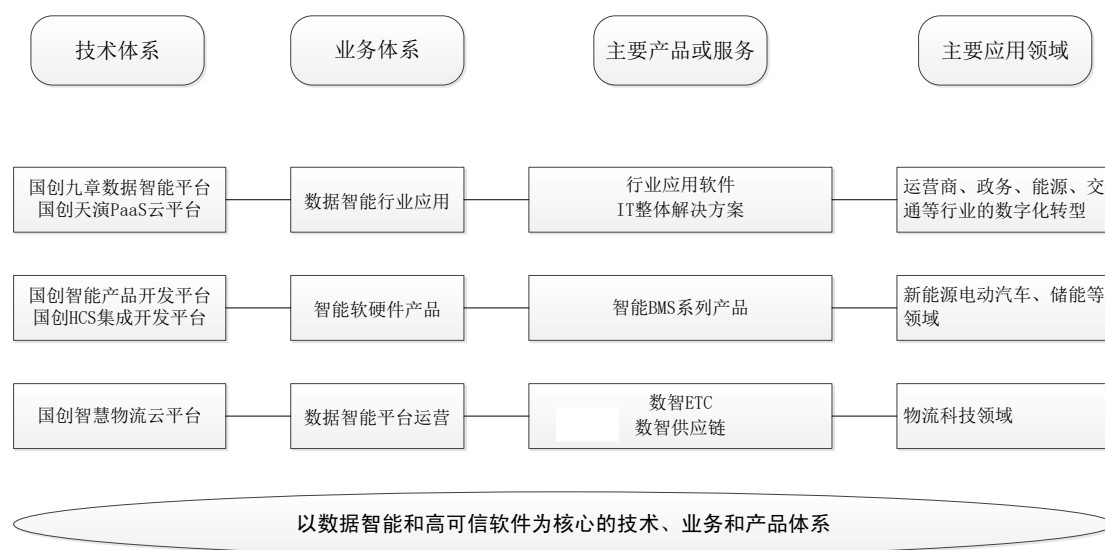 技术体系
业务体系
主要产品或服务
主要应用领域
国创九章数据智能平台
国创天演PaaS云平台
数据智能行业应用
行业应用软件
IT整体解决方案
运营商、政务、能源、交
通等行业的数字化转型
国创智能产品开发平台
国创HCS集成开发平台
智能软硬件产品
智能BMS系列产品
新能源电动汽车、储能等
领域
国创智慧物流云平台
数据智能平台运营
数智ETC
数智供应链
物流科技领域
以数据智能和高可信软件为核心的技术、业务和产品体系